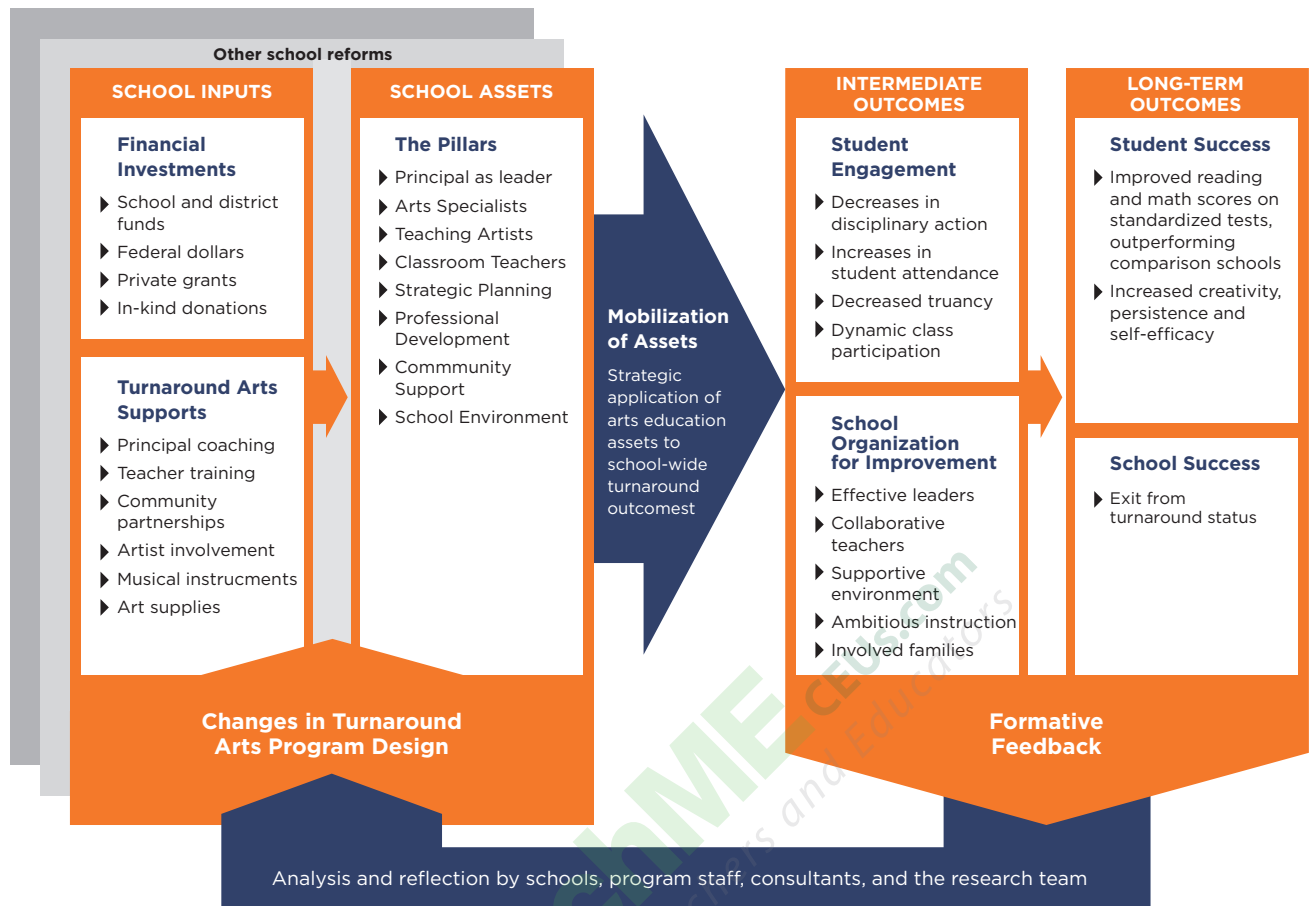 Other school reforms
SCHOOL INPUTS
Financial
Investments
School and district
funds
Federal dollars
Private grants
In-kind donations
Turnaround Arts
Supports
Principal coaching
Teacher training
Community
partnerships
Artist involvement
Musical instrucments
Art supplies
SCHOOL ASSETS
The Pillars
Principal as leader
Arts Specialists
Teaching Artists
Classroom Teachers
Strategic Planning
Professional
Development
Commmunity
Support
School Environment
Mobilization
of Assets
Strategic
application of
arts education
assets to
school-wide
turnaround
outcomest
INTERMEDIATE
OUTCOMES
Student
Engagement
Decreases in
disciplinary action
Increases in
student attendance
Decreased truancy
Dynamic class
participation
School
Organization
for Improvement
Effective leaders
Collaborative
teachers
Supportive
environment
Ambitious instruction
Involved families
LONG-TERM
OUTCOMES
Student Success
Improved reading
and math scores on
standardized tests,
outperforming
comparison schools
Increased creativity,
persistence and
self-efficacy
School Success
Exit from
turnaround status
Changes in Turnaround
Arts Program Design
Formative
Feedback
Analysis and reflection by schools, program staff, consultants, and the research team
chME.CEUs.com
chers and Educators